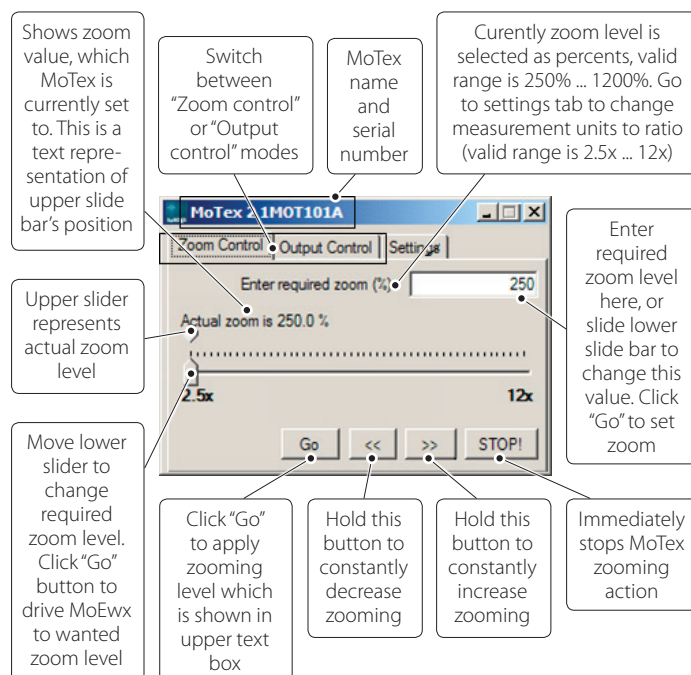 Shows zoom
value, which
MoTex is
currently set
to. This is a
text repre-
sentation of
upper slide
bar's position
Switch
between
“Zoom control”
or “Output
control” modes
MoTex
name
and
serial
number
Curently zoom level is
selected as percents, valid
range is 250% ... 1200%. Go
to settings tab to change
measurement units to ratio
(valid range is 2.5x ... 12x)
MoTex 2.1MOT101A
Zoom Control Output Control Settings
Enter required zoom (%) 250
Actual zoom is 250.0 %
2.5x 12x
Go << >> STOP!
Enter
required
zoom level
here, or
slide lower
slide bar to
change this
value. Click
“Go” to set
zoom
Upper slider
represents
actual zoom
level
Move lower
slider to
change
required
zoom level.
Click “Go”
button to
drive MoEwx
to wanted
zoom level
Click “Go”
to apply
zooming
level which
is shown in
upper text
box
Hold this
button to
constantly
decrease
zooming
Hold this
button to
constantly
increase
zooming
Immediately
stops MoTex
zooming
action